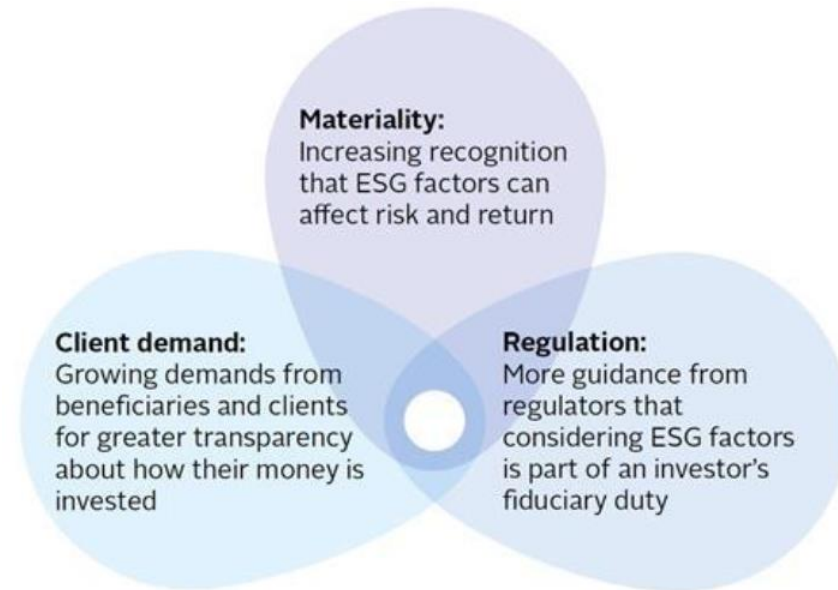 Materiality:
Increasing recognition
that ESG factors can
affect risk and return
Client demand:
Growing demands from
beneficiaries and clients
for greater transparency
about how their money is
invested
Regulation:
More guidance from
regulators that
considering ESG factors
is part of an investor’s
fiduciary duty